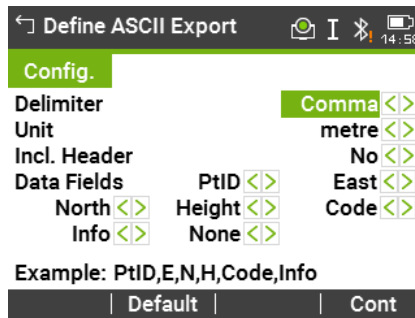 Define ASCII Export
14:58
Config.
Delimiter Comma
Unit metre
Incl. Header No
Data Fields PtID East
North Height Code
Info None
Example: PtID,E,N,H,Code,Info
Default Cont